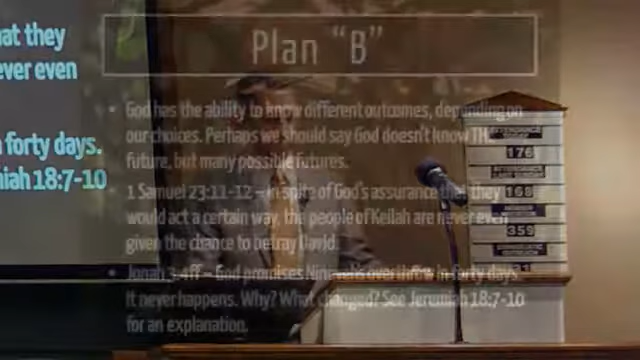 at they
ever even
forty days.
iah 18:7-10
Plan "B"
• God has the ability to know different outcomes, depending on
our choices. Perhaps we should say God doesn't know THE
future, but many possible futures.
• 1 Samuel 23:11-12 – in spite of God's assurance that they
would act a certain way, the people of Keilah are never even
given the chance to betray David.
• Jonah 3:4ff – God promises Nineveh's overthrow in forty days.
It never happens. Why? What changed? See Jeremiah 18:7-10
for an explanation.
ATTENDANCE
176
ATTENDANCE
168
359